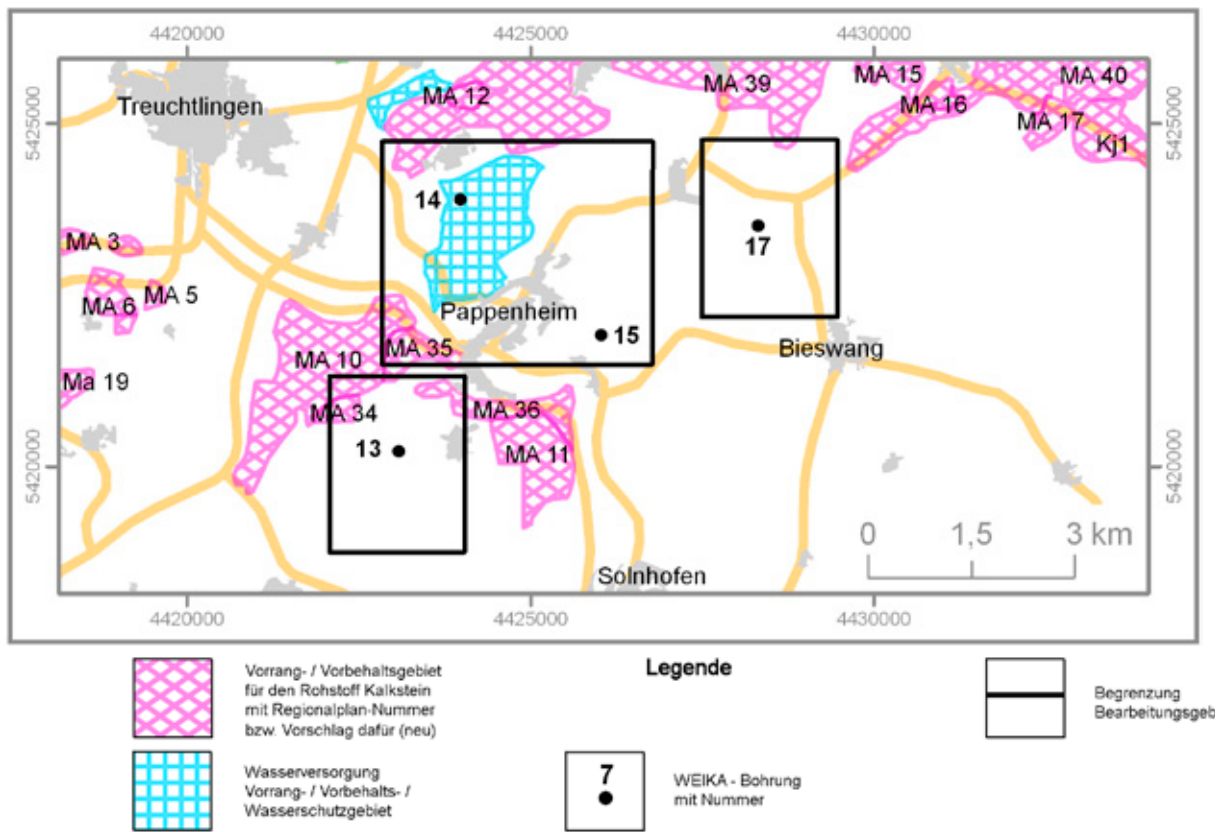 4420000
4425000
4430000
5425000
5425000
Treuchtlingen
MA 12
MA 39
MA 15
MA 40
MA 16
MA 17
Kj1
14
17
MA 3
MA 5
MA 6
Pappenheim
15
Bieswang
MA 10
MA 35
Ma 19
MA 34
MA 36
13
MA 11
5420000
5420000
0 1,5 3 km
Solnhofen
4420000
4425000
4430000
Legende
Vorrang- / Vorbehaltsgebiet
für den Rohstoff Kalkstein
mit Regionalplan-Nummer
bzw. Vorschlag dafür (neu)
Begrenzung
Bearbeitungsgeb
Wasserversorgung
Vorrang- / Vorbehalts- /
Wasserschutzgebiet
7
WEIKA - Bohrung
mit Nummer